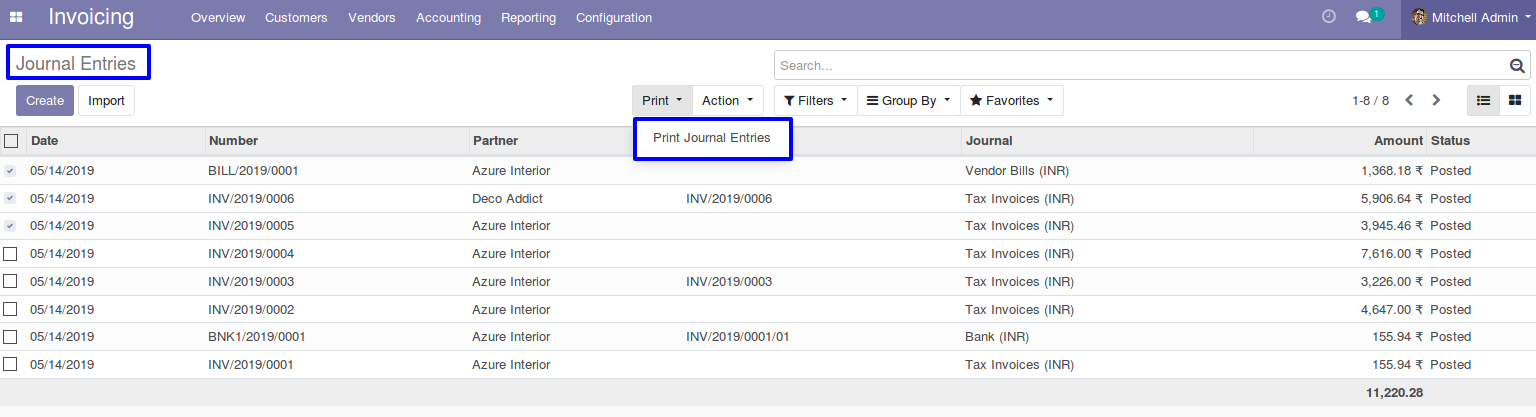 Invoicing Overview Customers Vendors Accounting Reporting Configuration 1 Mitchell Admin
Journal Entries Search...
Create Import Print Action Filters Group By Favorites 1-8 / 8
Print Journal Entries
Date Number Partner Journal Amount Status
05/14/2019 BILL/2019/0001 Azure Interior Vendor Bills (INR) 1,368.18 ₹ Posted
05/14/2019 INV/2019/0006 Deco Addict INV/2019/0006 Tax Invoices (INR) 5,906.64 ₹ Posted
05/14/2019 INV/2019/0005 Azure Interior Tax Invoices (INR) 3,945.46 ₹ Posted
05/14/2019 INV/2019/0004 Azure Interior Tax Invoices (INR) 7,616.00 ₹ Posted
05/14/2019 INV/2019/0003 Azure Interior INV/2019/0003 Tax Invoices (INR) 3,226.00 ₹ Posted
05/14/2019 INV/2019/0002 Azure Interior Tax Invoices (INR) 4,647.00 ₹ Posted
05/14/2019 BNK1/2019/0001 Azure Interior INV/2019/0001/01 Bank (INR) 155.94 ₹ Posted
05/14/2019 INV/2019/0001 Azure Interior Tax Invoices (INR) 155.94 ₹ Posted
11,220.28